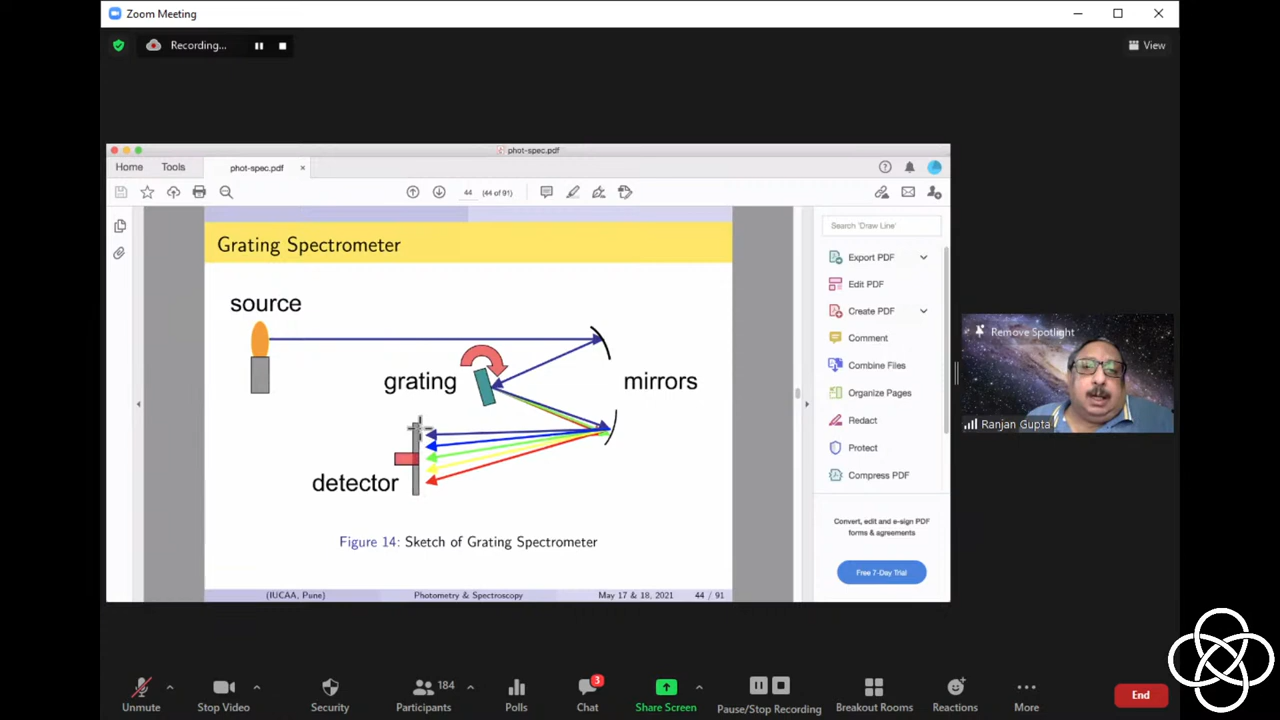 Zoom Meeting
Recording...
View
phot-spec.pdf
Home Tools phot-spec.pdf ×
44 (44 of 91)
Search 'Draw Line'
Grating Spectrometer
Export PDF
Edit PDF
Create PDF
Comment
Combine Files
Organize Pages
Redact
Protect
Compress PDF
Convert, edit and e-sign PDF
forms & agreements
Free 7-Day Trial
source
grating
mirrors
detector
Figure 14: Sketch of Grating Spectrometer
(IUCAA, Pune) Photometry & Spectroscopy May 17 & 18, 2021 44 / 91
Remove Spotlight
Ranjan Gupta
Unmute
Stop Video
Security
184
Participants
Polls
3
Chat
Share Screen
Pause/Stop Recording
Breakout Rooms
Reactions
More
End